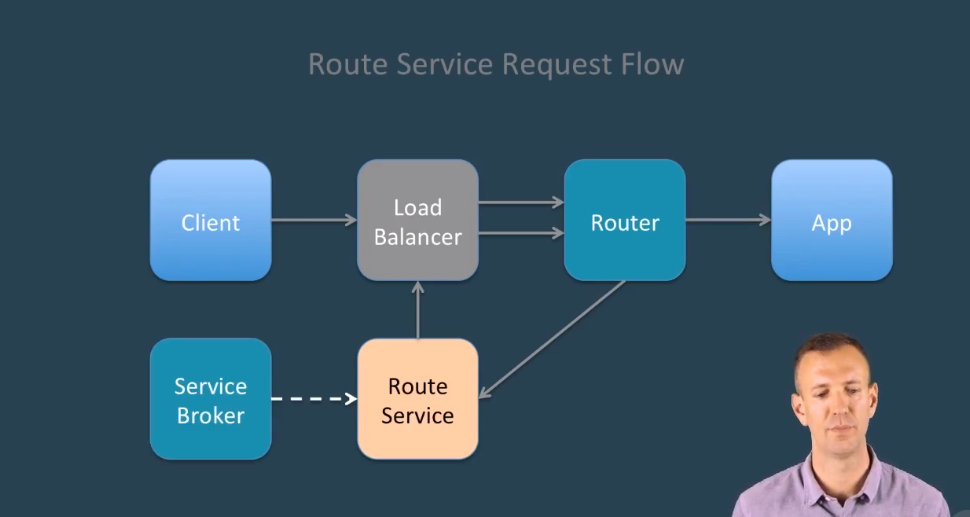 Route Service Request Flow
Client
Load
Balancer
Router
App
Service
Broker
Route
Service